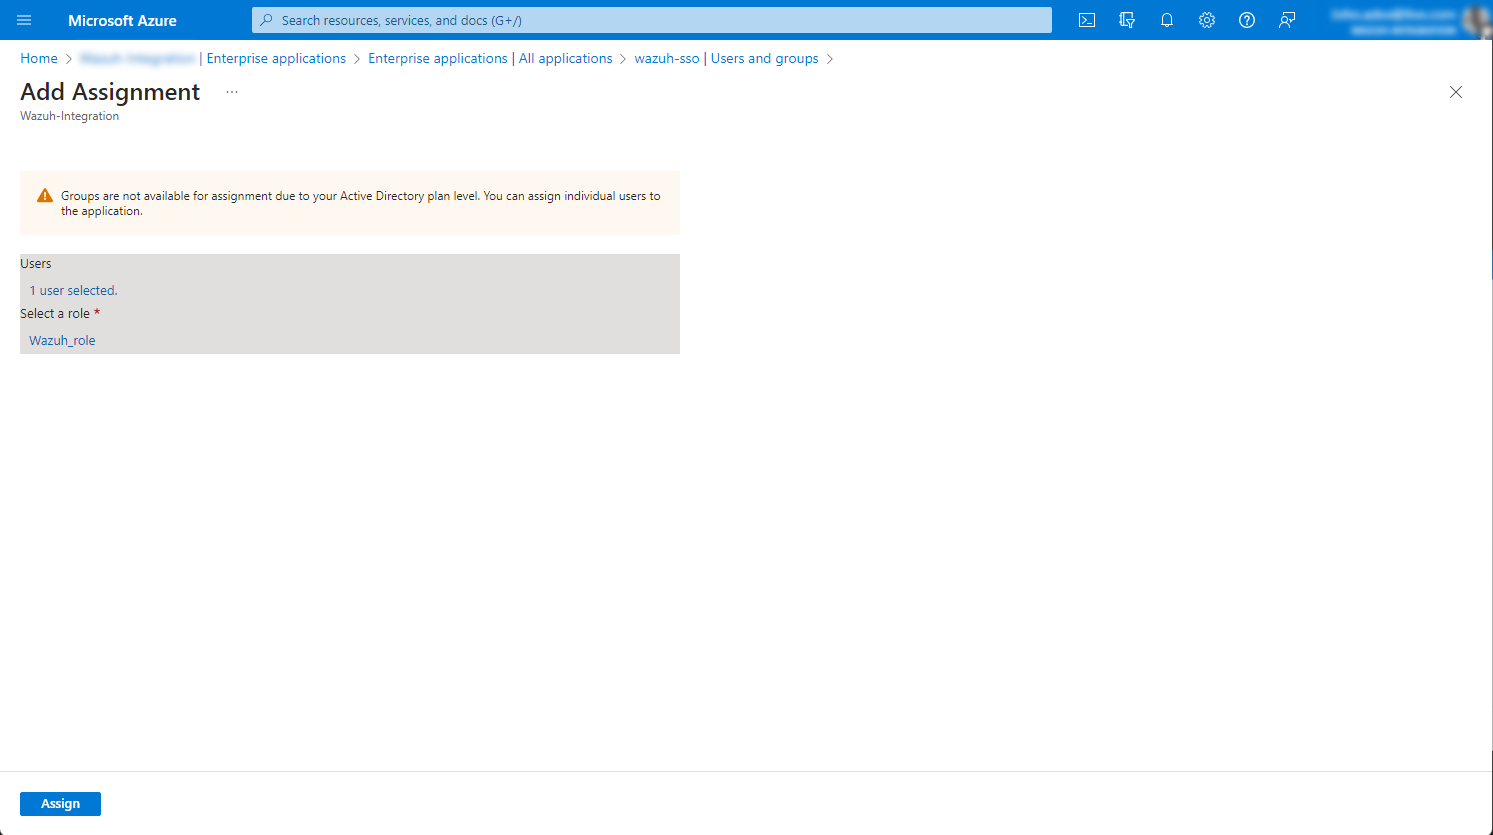 Microsoft Azure
Search resources, services, and docs (G+/)
Home > | Enterprise applications > Enterprise applications | All applications > wazuh-sso | Users and groups >
Add Assignment ...
Wazuh-Integration
Groups are not available for assignment due to your Active Directory plan level. You can assign individual users to
the application.
Users
1 user selected.
Select a role *
Wazuh_role
Assign